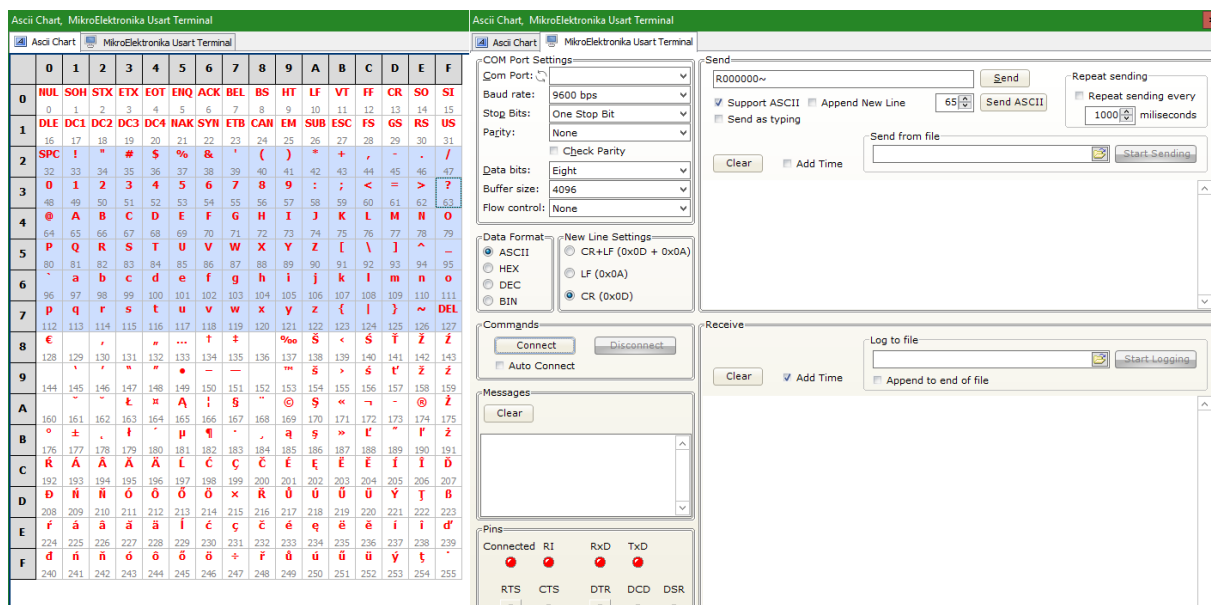 Ascii Chart, MikroElektronika Usart Terminal
Ascii Chart MikroElektronika Usart Terminal
0 1 2 3 4 5 6 7 8 9 A B C D E F
0 NUL SOH STX ETX EOT ENQ ACK BEL BS HT LF VT FF CR SO SI
0 1 2 3 4 5 6 7 8 9 10 11 12 13 14 15
1 DLE DC1 DC2 DC3 DC4 NAK SYN ETB CAN EM SUB ESC FS GS RS US
16 17 18 19 20 21 22 23 24 25 26 27 28 29 30 31
2 SPC ! " # $ % & ' ( ) * + , - . /
32 33 34 35 36 37 38 39 40 41 42 43 44 45 46 47
3 0 1 2 3 4 5 6 7 8 9 : ; < = > ?
48 49 50 51 52 53 54 55 56 57 58 59 60 61 62 63
4 @ A B C D E F G H I J K L M N O
64 65 66 67 68 69 70 71 72 73 74 75 76 77 78 79
5 P Q R S T U V W X Y Z [ \ ] ^ _
80 81 82 83 84 85 86 87 88 89 90 91 92 93 94 95
6 ` a b c d e f g h i j k l m n o
96 97 98 99 100 101 102 103 104 105 106 107 108 109 110 111
7 p q r s t u v w x y z { | } ~ DEL
112 113 114 115 116 117 118 119 120 121 122 123 124 125 126 127
8 € ‚ „ … † ‡ ‰ Š ‹ Ś Ť Ž Ź
128 129 130 131 132 133 134 135 136 137 138 139 140 141 142 143
9 ‘ ’ “ ” • – — ™ š › ś ť ž ź
144 145 146 147 148 149 150 151 152 153 154 155 156 157 158 159
A ˇ ˘ Ł ¤ Ą ¦ § ¨ © Ş « ¬ - ® Ż
160 161 162 163 164 165 166 167 168 169 170 171 172 173 174 175
B ° ± ˛ ł ´ µ ¶ · ¸ ą ş » Ľ ˝ ľ ż
176 177 178 179 180 181 182 183 184 185 186 187 188 189 190 191
C Ŕ Á Â Ă Ä Ĺ Ć Ç Č É Ę Ë Ě Í Î Ď
192 193 194 195 196 197 198 199 200 201 202 203 204 205 206 207
D Đ Ń Ň Ó Ô Ő Ö × Ř Ů Ú Ű Ü Ý Ţ ß
208 209 210 211 212 213 214 215 216 217 218 219 220 221 222 223
E ŕ á â ă ä ĺ ć ç č é ę ë ě í î ď
224 225 226 227 228 229 230 231 232 233 234 235 236 237 238 239
F đ ń ň ó ô ő ö ÷ ř ů ú ű ü ý ţ ˙
240 241 242 243 244 245 246 247 248 249 250 251 252 253 254 255
Ascii Chart, MikroElektronika Usart Terminal
Ascii Chart MikroElektronika Usart Terminal
COM Port Settings
Com Port:
Baud rate: 9600 bps
Stop Bits: One Stop Bit
Parity: None
Check Parity
Data bits: Eight
Buffer size: 4096
Flow control: None
Data Format
ASCII
HEX
DEC
BIN
New Line Settings
CR+LF (0x0D + 0x0A)
LF (0x0A)
CR (0x0D)
Commands
Connect Disconnect
Auto Connect
Messages
Clear
Pins
Connected RI RxD TxD
RTS CTS DTR DCD DSR
Send
R000000~ Send
Support ASCII Append New Line 65 Send ASCII
Send as typing
Repeat sending
Repeat sending every
1000 miliseconds
Send from file
Start Sending
Clear Add Time
Receive
Log to file
Start Logging
Clear Add Time Append to end of file